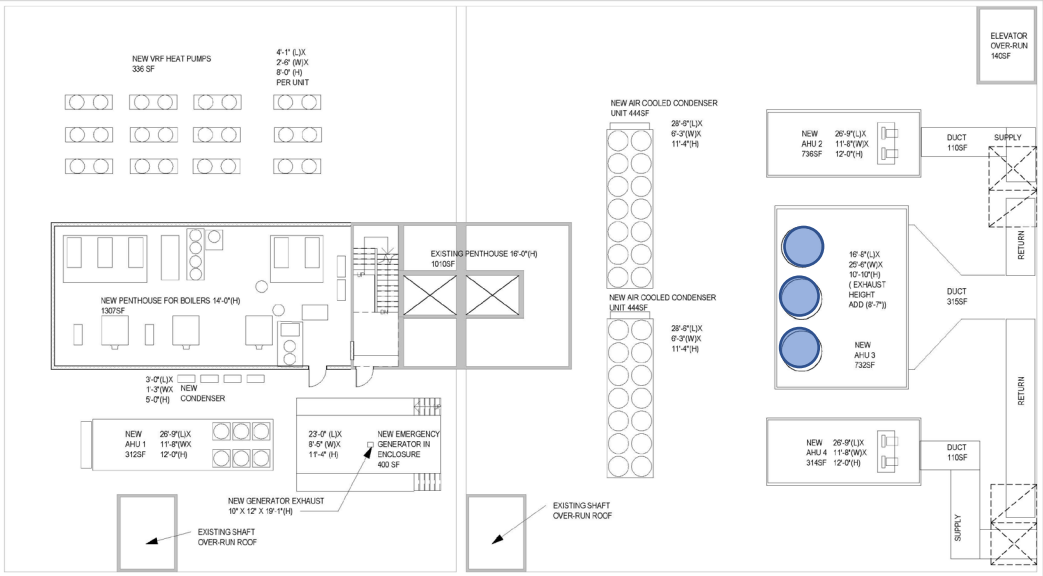 NEW VRF HEAT PUMPS
336 SF
4'-1" (L)X
2'-6" (W)X
8'-0" (H)
PER UNIT
ELEVATOR
OVER-RUN
140SF
NEW AIR COOLED CONDENSER
UNIT 444SF
28'-6"(L)X
6'-3"(W)X
11'-4"(H)
NEW
AHU 2
736SF
26'-9"(L)X
11'-8"(W)X
12'-0"(H)
DUCT
110SF
SUPPLY
RETURN
EXISTING PENTHOUSE 16'-0"(H)
1010SF
16'-8"(L)X
25'-6"(W)X
10'-10"(H)
( EXHAUST
HEIGHT
ADD (8'-7"))
DUCT
315SF
NEW PENTHOUSE FOR BOILERS 14'-0"(H)
1307SF
NEW AIR COOLED CONDENSER
UNIT 444SF
28'-6"(L)X
6'-3"(W)X
11'-4"(H)
NEW
AHU 3
732SF
RETURN
3'-0"(L)X
1'-3"(WX
5'-0"(H)
NEW
CONDENSER
NEW
AHU 1
312SF
26'-9"(L)X
11'-8"(WX
12'-0"(H)
23'-0" (L)X
8'-5" (W)X
11'-4" (H)
NEW EMERGENCY
GENERATOR IN
ENCLOSURE
400 SF
NEW
AHU 4
314SF
26'-9"(L)X
11'-8"(W)X
12'-0"(H)
DUCT
110SF
NEW GENERATOR EXHAUST
10" X 12" X 19'-1"(H)
EXISTING SHAFT
OVER-RUN ROOF
EXISTING SHAFT
OVER-RUN ROOF
SUPPLY